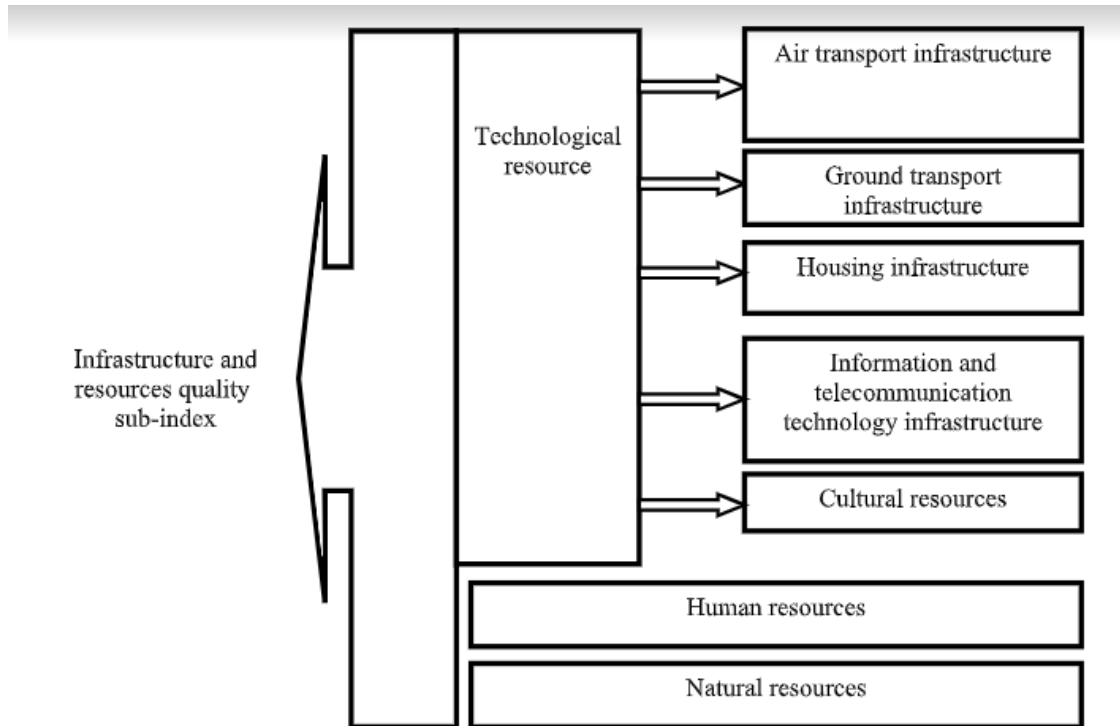 Air transport infrastructure
Technological
resource
Ground transport
infrastructure
Housing infrastructure
Infrastructure and
resources quality
sub-index
Information and
telecommunication
technology infrastructure
Cultural resources
Human resources
Natural resources